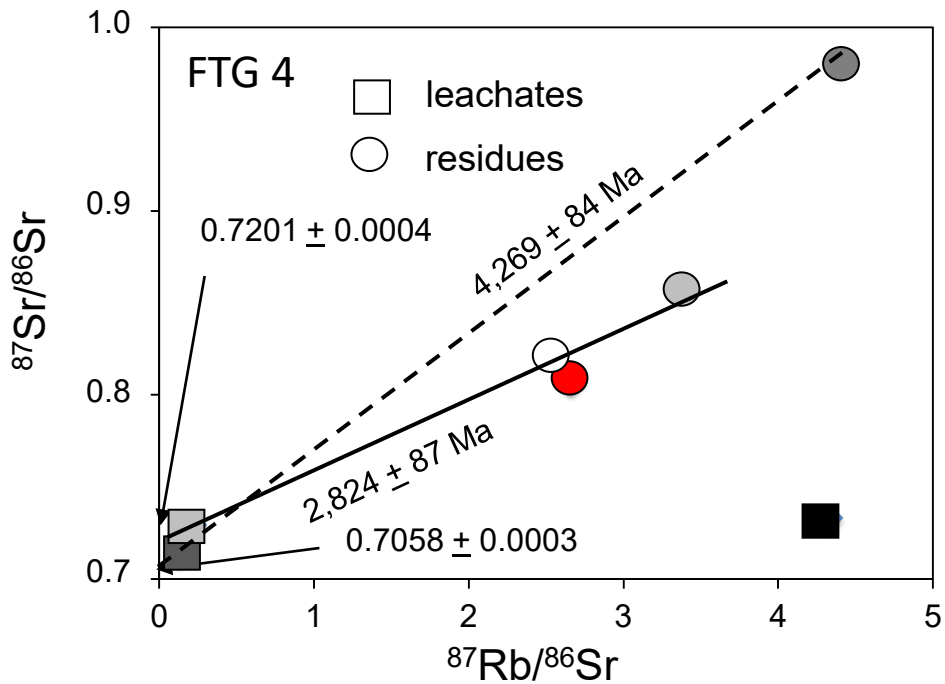 1.0
FTG 4
leachates
residues
0.9
0.7201 ± 0.0004
4,269 ± 84 Ma
⁸⁷Sr/⁸⁶Sr
0.8
2,824 ± 87 Ma
0.7058 ± 0.0003
0.7
0 1 2 3 4 5
⁸⁷Rb/⁸⁶Sr